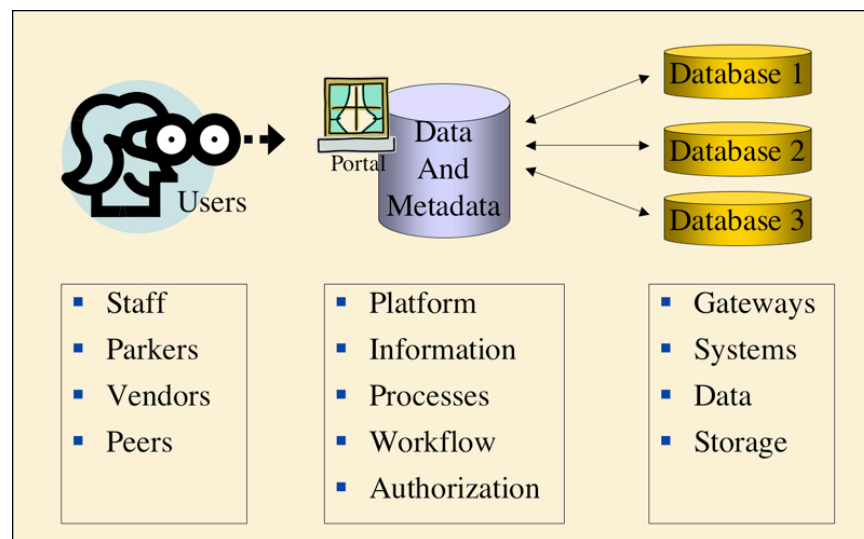 Users
Portal
Data
And
Metadata
Database 1
Database 2
Database 3
Staff
Parkers
Vendors
Peers
Platform
Information
Processes
Workflow
Authorization
Gateways
Systems
Data
Storage